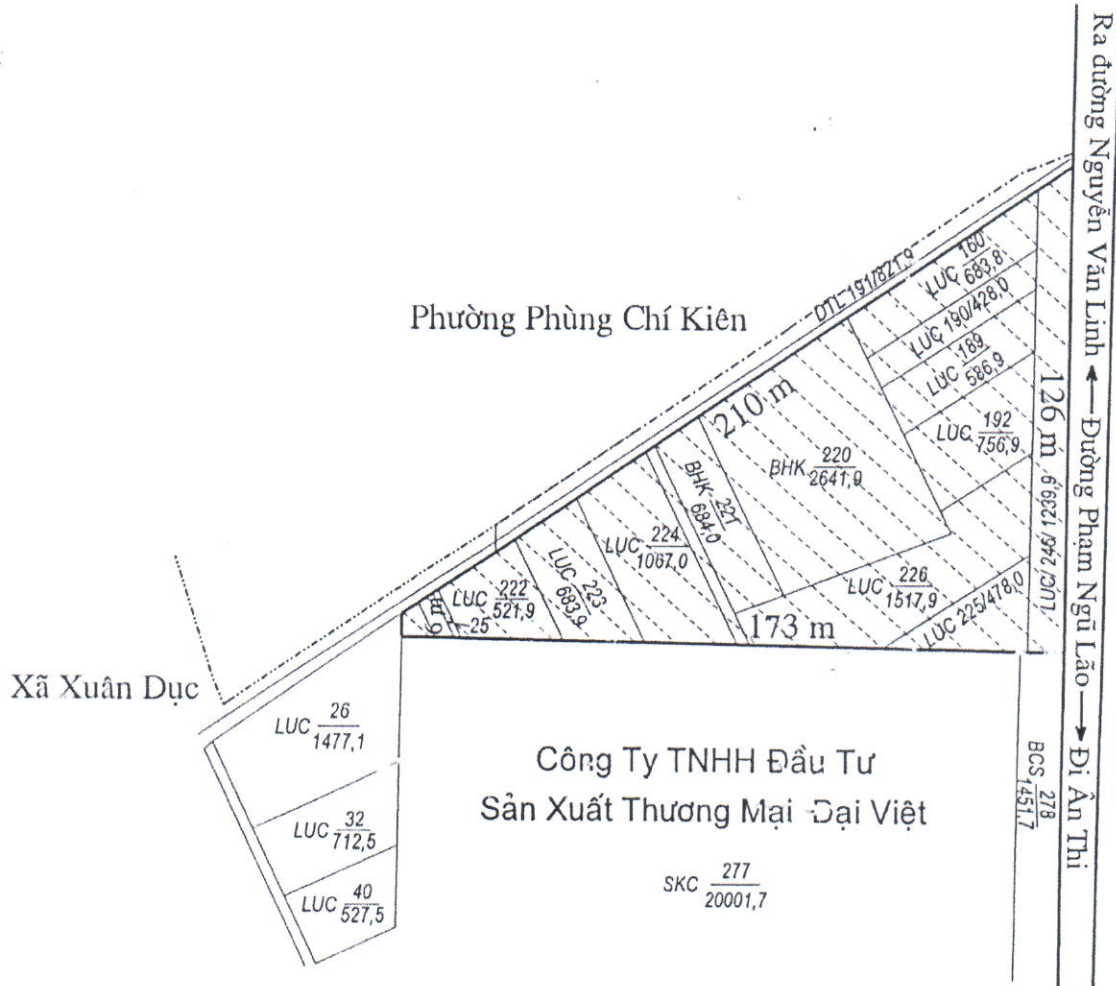 Ra đường Nguyễn Văn Linh ← Đường Phạm Ngũ Lão → Đi Ân Thi
DTL 191/821,9
LUC 160
683,8
LUC 190/428,0
LUC 189
586,9
Phường Phùng Chí Kiên
210 m
126 m
LUC 192
756,9
BHK 220
2641,9
BHK 221
684,0
LUC/ 246/ 1239,9
LUC 224
1067,0
LUC 223
683,9
LUC 222
521,9
25
LUC 226
1517,9
LUC 225/478,0
173 m
Xã Xuân Dục
LUC 26
1477,1
LUC 32
712,5
LUC 40
527,5
Công Ty TNHH Đầu Tư
Sản Xuất Thương Mại Đại Việt
SKC 277
20001,7
BCS 278
1451,7